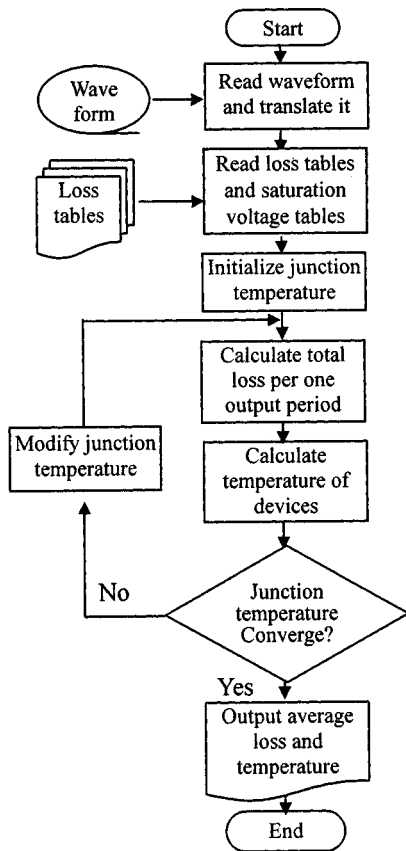 Start
Wave
form
Read waveform
and translate it
Loss
tables
Read loss tables
and saturation
voltage tables
Initialize junction
temperature
Calculate total
loss per one
output period
Modify junction
temperature
Calculate
temperature of
devices
No
Junction
temperature
Converge?
Yes
Output average
loss and
temperature
End